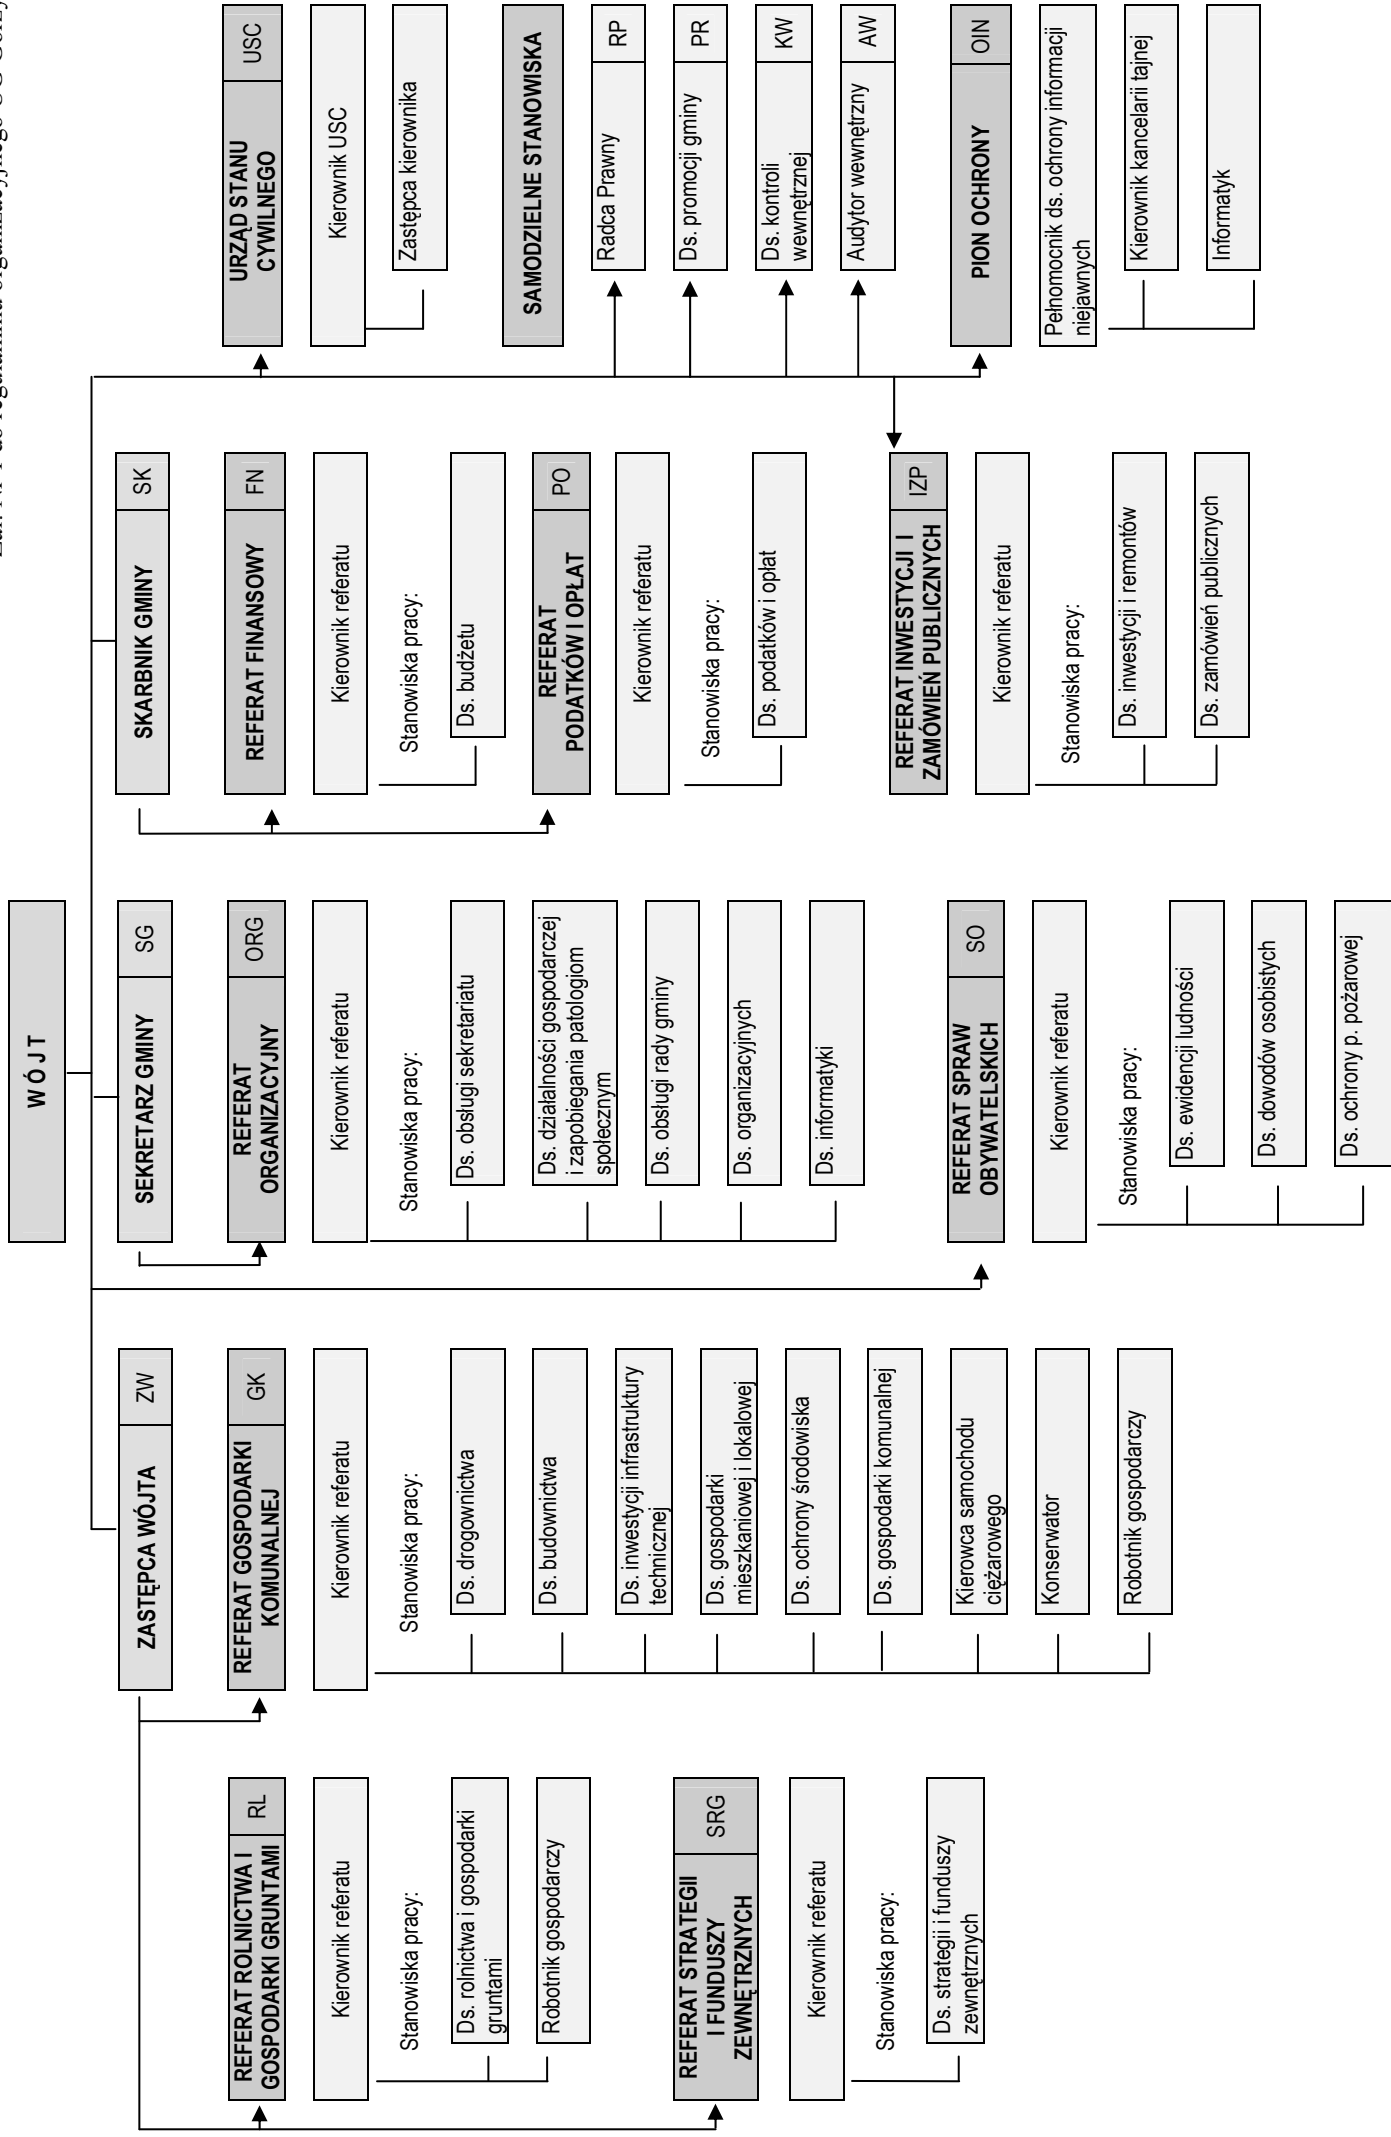 do regulaminu organizacyjnego UG
WÓJT
ZASTĘPCA WÓJTA
ZW
SEKRETARZ GMINY
SG
SKARBNIK GMINY
SK
REFERAT ROLNICTWA I
GOSPODARKI GRUNTAMI
RL
Kierownik referatu
Stanowiska pracy:
Ds. rolnictwa i gospodarki
gruntami
Robotnik gospodarczy
REFERAT STRATEGII
I FUNDUSZY
ZEWNĘTRZNYCH
SRG
Kierownik referatu
Stanowiska pracy:
Ds. strategii i funduszy
zewnętrznych
REFERAT GOSPODARKI
KOMUNALNEJ
GK
Kierownik referatu
Stanowiska pracy:
Ds. drogownictwa
Ds. budownictwa
Ds. inwestycji infrastruktury
technicznej
Ds. gospodarki
mieszkaniowej i lokalowej
Ds. ochrony środowiska
Ds. gospodarki komunalnej
Kierowca samochodu
ciężarowego
Konserwator
Robotnik gospodarczy
REFERAT
ORGANIZACYJNY
ORG
Kierownik referatu
Stanowiska pracy:
Ds. obsługi sekretariatu
Ds. działalności gospodarczej
i zapobiegania patologiom
społecznym
Ds. obsługi rady gminy
Ds. organizacyjnych
Ds. informatyki
REFERAT SPRAW
OBYWATELSKICH
SO
Kierownik referatu
Stanowiska pracy:
Ds. ewidencji ludności
Ds. dowodów osobistych
Ds. ochrony p. pożarowej
REFERAT FINANSOWY
FN
Kierownik referatu
Stanowiska pracy:
Ds. budżetu
REFERAT
PODATKÓW I OPŁAT
PO
Kierownik referatu
Stanowiska pracy:
Ds. podatków i opłat
REFERAT INWESTYCJI I
ZAMÓWIEŃ PUBLICZNYCH
IZP
Kierownik referatu
Stanowiska pracy:
Ds. inwestycji i remontów
Ds. zamówień publicznych
URZĄD STANU
CYWILNEGO
USC
Kierownik USC
Zastępca kierownika
SAMODZIELNE STANOWISKA
Radca Prawny
RP
Ds. promocji gminy
PR
Ds. kontroli
wewnętrznej
KW
Audytor wewnętrzny
AW
PION OCHRONY
OIN
Pełnomocnik ds. ochrony informacji
niejawnych
Kierownik kancelarii tajnej
Informatyk